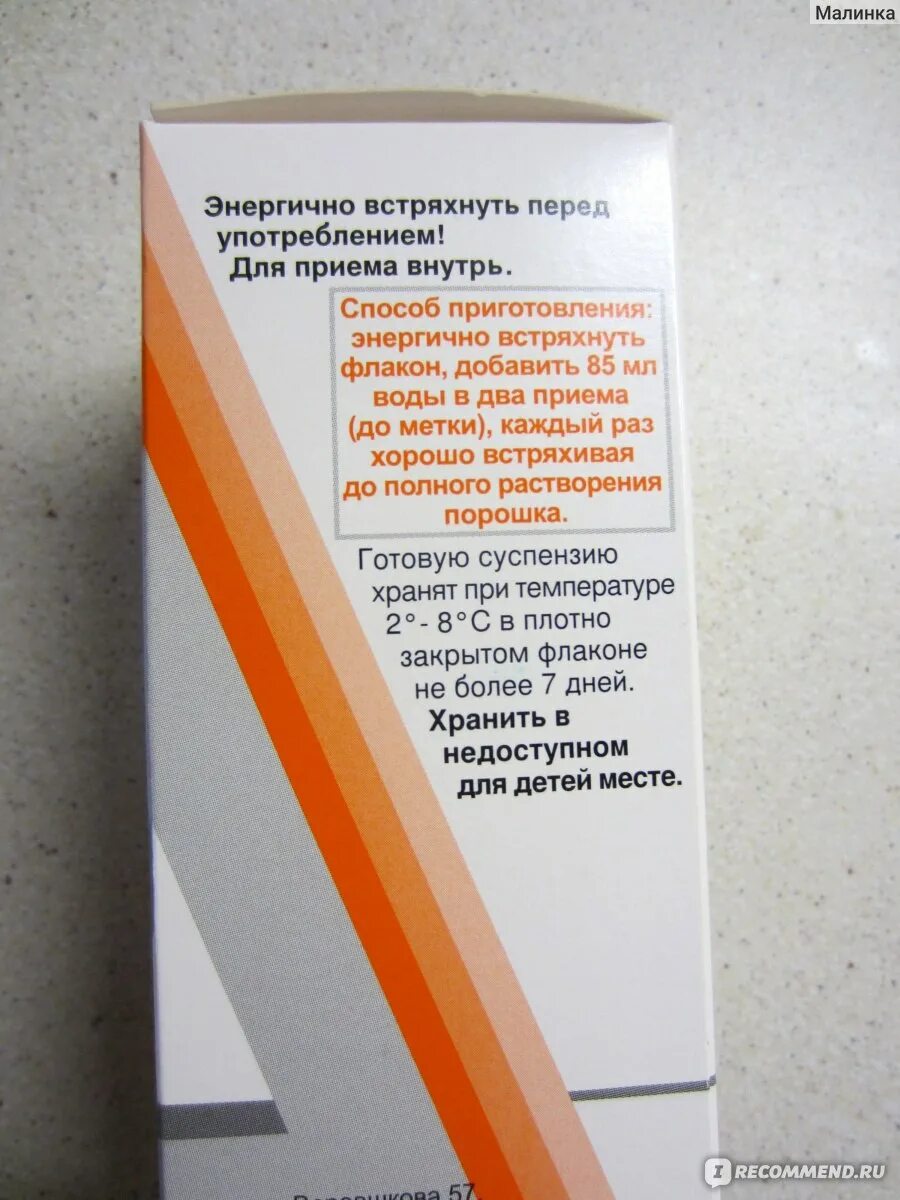 Малинка
Энергично встряхнуть перед
употреблением!
Для приема внутрь.
Способ приготовления:
энергично встряхнуть
флакон, добавить 85 мл
воды в два приема
(до метки), каждый раз
хорошо встряхивая
до полного растворения
порошка.
Готовую суспензию
хранят при температуре
2°- 8°C в плотно
закрытом флаконе
не более 7 дней.
Хранить в
недоступном
для детей месте.
57,
IRECOMMEND.RU